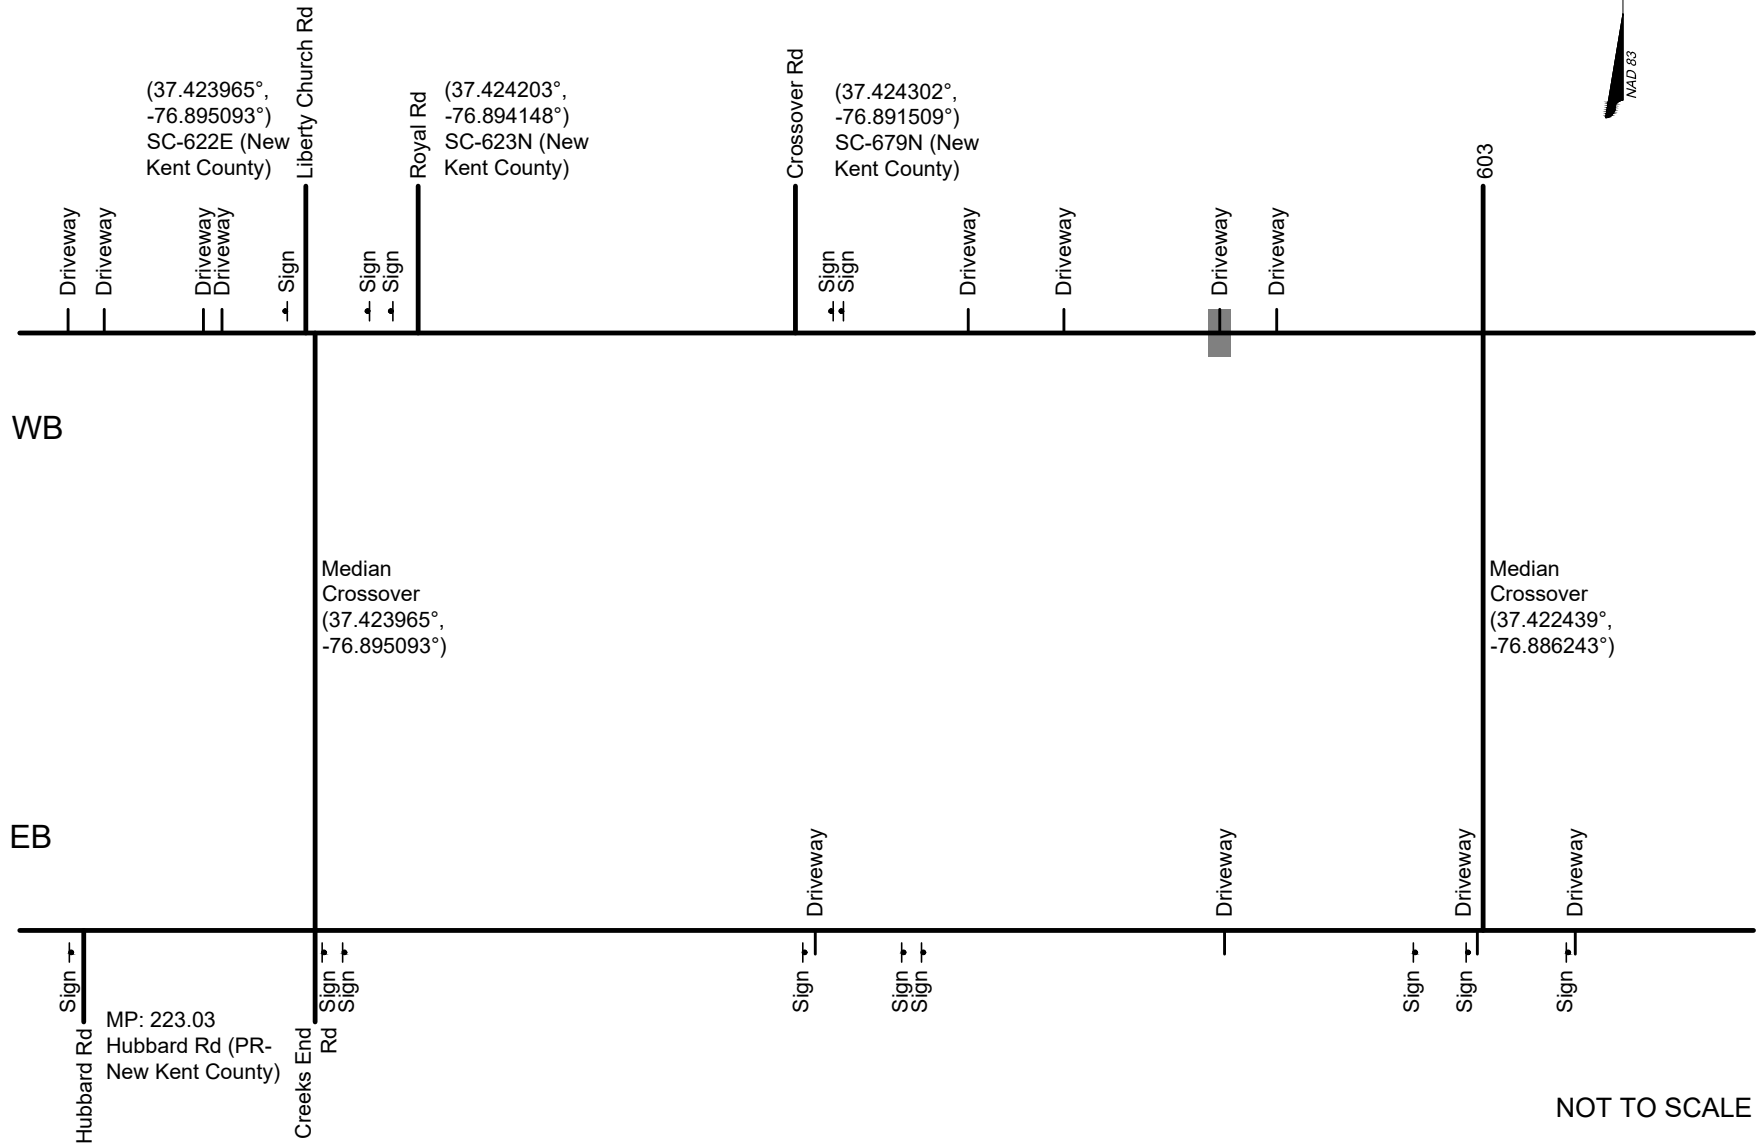 Liberty Church Rd
(37.423965°,
-76.895093°)
SC-622E (New
Kent County)
Royal Rd
(37.424203°,
-76.894148°)
SC-623N (New
Kent County)
Crossover Rd
(37.424302°,
-76.891509°)
SC-679N (New
Kent County)
603
NAD 83
Driveway
Driveway
Driveway
Driveway
Sign
Sign
Sign
Sign
Sign
Driveway
Driveway
Driveway
Driveway
WB
Median
Crossover
(37.423965°,
-76.895093°)
Median
Crossover
(37.422439°,
-76.886243°)
EB
Driveway
Driveway
Driveway
Driveway
Sign
Sign
Sign
Sign
Sign
Sign
Sign
Sign
Sign
Hubbard Rd
MP: 223.03
Hubbard Rd (PR-
New Kent County)
Creeks End
Rd
NOT TO SCALE